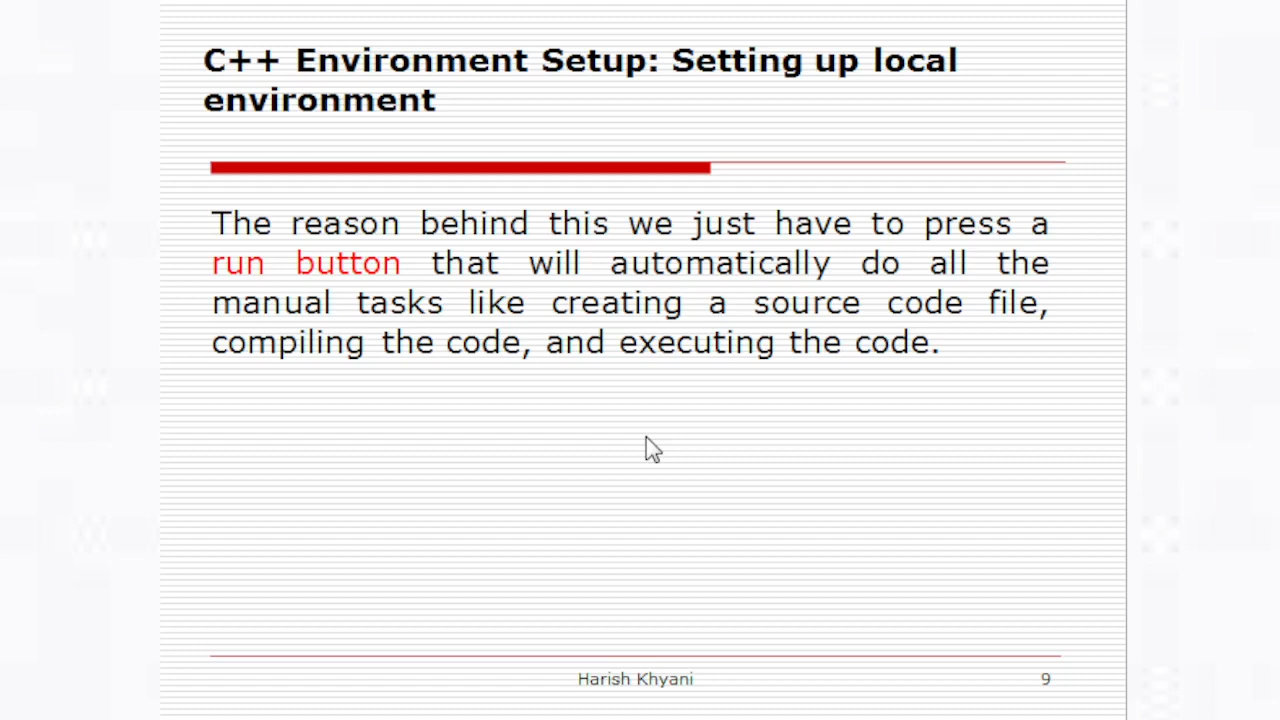 C++ Environment Setup: Setting up local
environment
The reason behind this we just have to press a
run button that will automatically do all the
manual tasks like creating a source code file,
compiling the code, and executing the code.
Harish Khyani
9